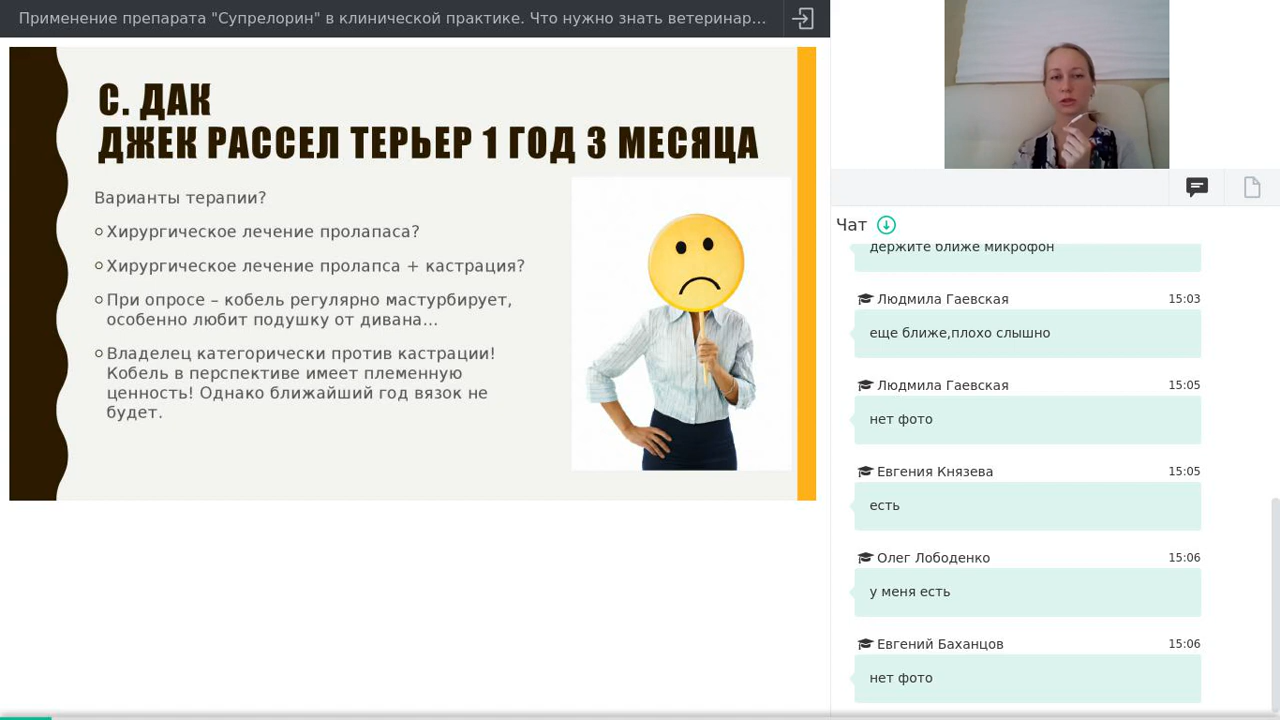 Применение препарата "Супрелорин" в клинической практике. Что нужно знать ветеринар...
С. ДАК
ДЖЕК РАССЕЛ ТЕРЬЕР 1 ГОД 3 МЕСЯЦА
Варианты терапии?
Хирургическое лечение пролапаса?
Хирургическое лечение пролапса + кастрация?
При опросе – кобель регулярно мастурбирует,
особенно любит подушку от дивана...
Владелец категорически против кастрации!
Кобель в перспективе имеет племенную
ценность! Однако ближайший год вязок не
будет.
Чат
держите ближе микрофон
Людмила Гаевская 15:03
еще ближе,плохо слышно
Людмила Гаевская 15:05
нет фото
Евгения Князева 15:05
есть
Олег Лободенко 15:06
у меня есть
Евгений Баханцов 15:06
нет фото